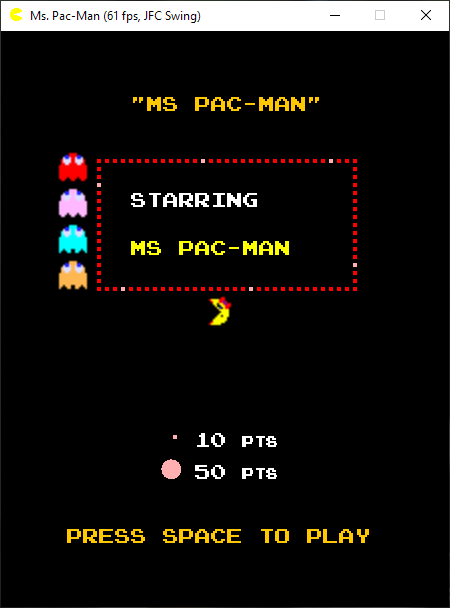 Ms. Pac-Man (61 fps, JFC Swing)
"MS PAC-MAN"
STARRING
MS PAC-MAN
10 PTS
50 PTS
PRESS SPACE TO PLAY